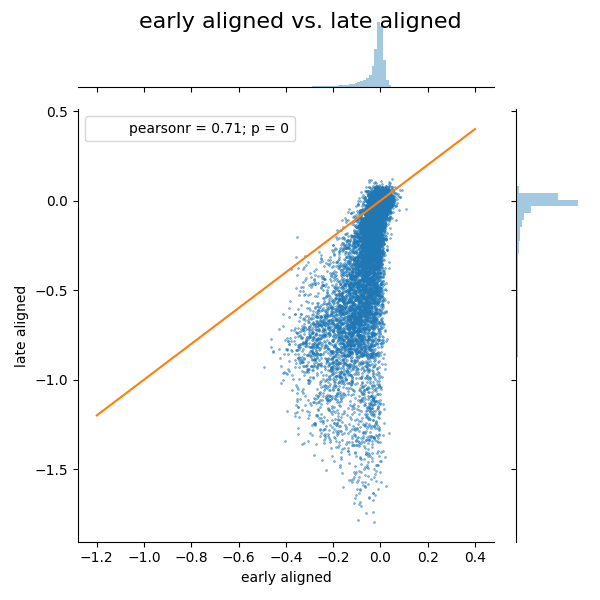 early aligned vs. late aligned
pearsonr = 0.71; p = 0
0.5
0.0
−0.5
−1.0
−1.5
late aligned
−1.2 −1.0 −0.8 −0.6 −0.4 −0.2 0.0 0.2 0.4
early aligned